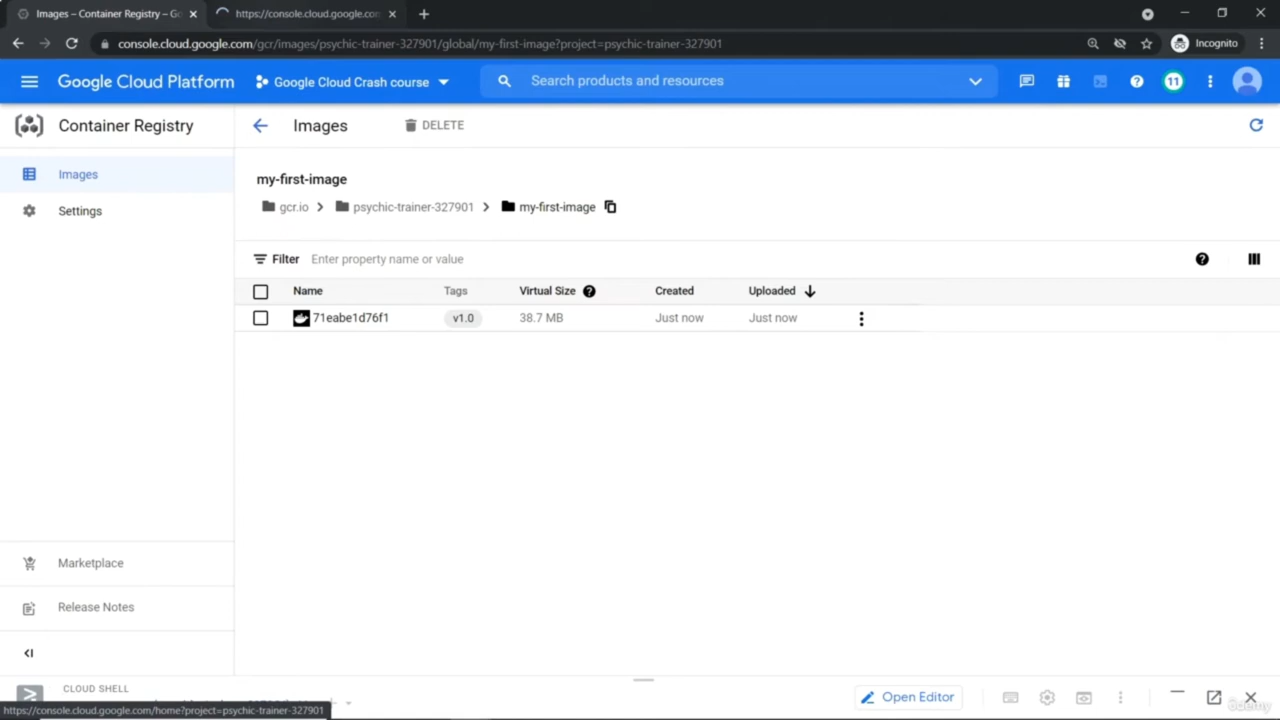 Images – Container Registry – Go
https://console.cloud.google.com
console.cloud.google.com/gcr/images/psychic-trainer-327901/global/my-first-image?project=psychic-trainer-327901
Incognito
Google Cloud Platform
Google Cloud Crash course
Search products and resources
11
Container Registry
Images
DELETE
Images
Settings
my-first-image
gcr.io
psychic-trainer-327901
my-first-image
Filter
Enter property name or value
Name
Tags
Virtual Size
Created
Uploaded
71eabe1d76f1
v1.0
38.7 MB
Just now
Just now
Marketplace
Release Notes
CLOUD SHELL
Open Editor
https://console.cloud.google.com/home?project=psychic-trainer-327901
Udemy